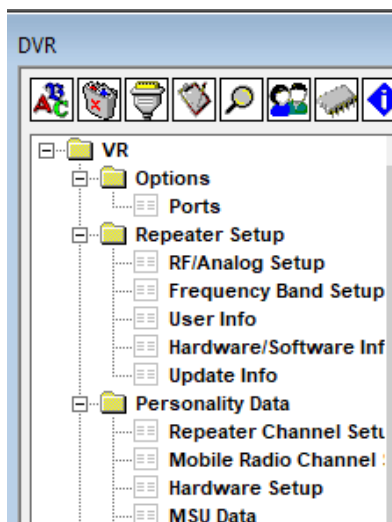 DVR
VR
Options
Ports
Repeater Setup
RF/Analog Setup
Frequency Band Setup
User Info
Hardware/Software Inf
Update Info
Personality Data
Repeater Channel Setu
Mobile Radio Channel
Hardware Setup
MSU Data